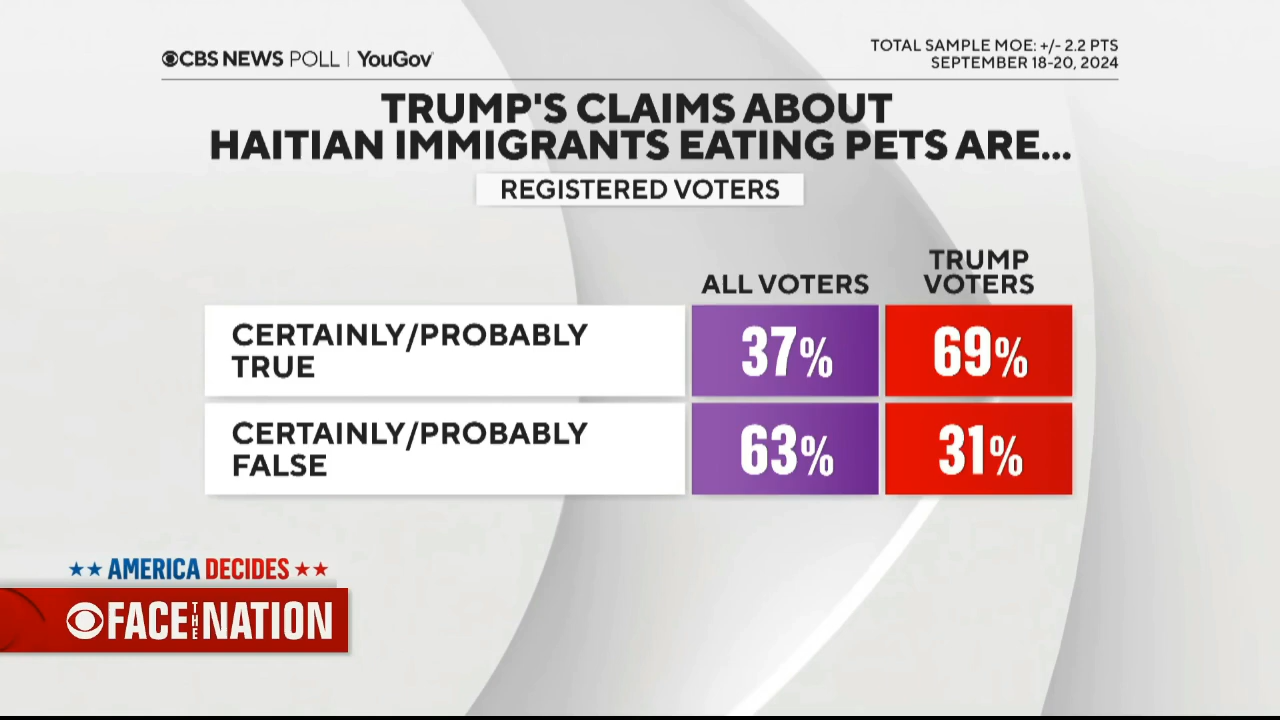 CBS NEWS POLL | YouGov
TOTAL SAMPLE MOE: +/- 2.2 PTS
SEPTEMBER 18-20, 2024
TRUMP'S CLAIMS ABOUT
HAITIAN IMMIGRANTS EATING PETS ARE...
REGISTERED VOTERS
ALL VOTERS
TRUMP
VOTERS
CERTAINLY/PROBABLY
TRUE
37%
69%
CERTAINLY/PROBABLY
FALSE
63%
31%
AMERICA DECIDES
FACE THE NATION